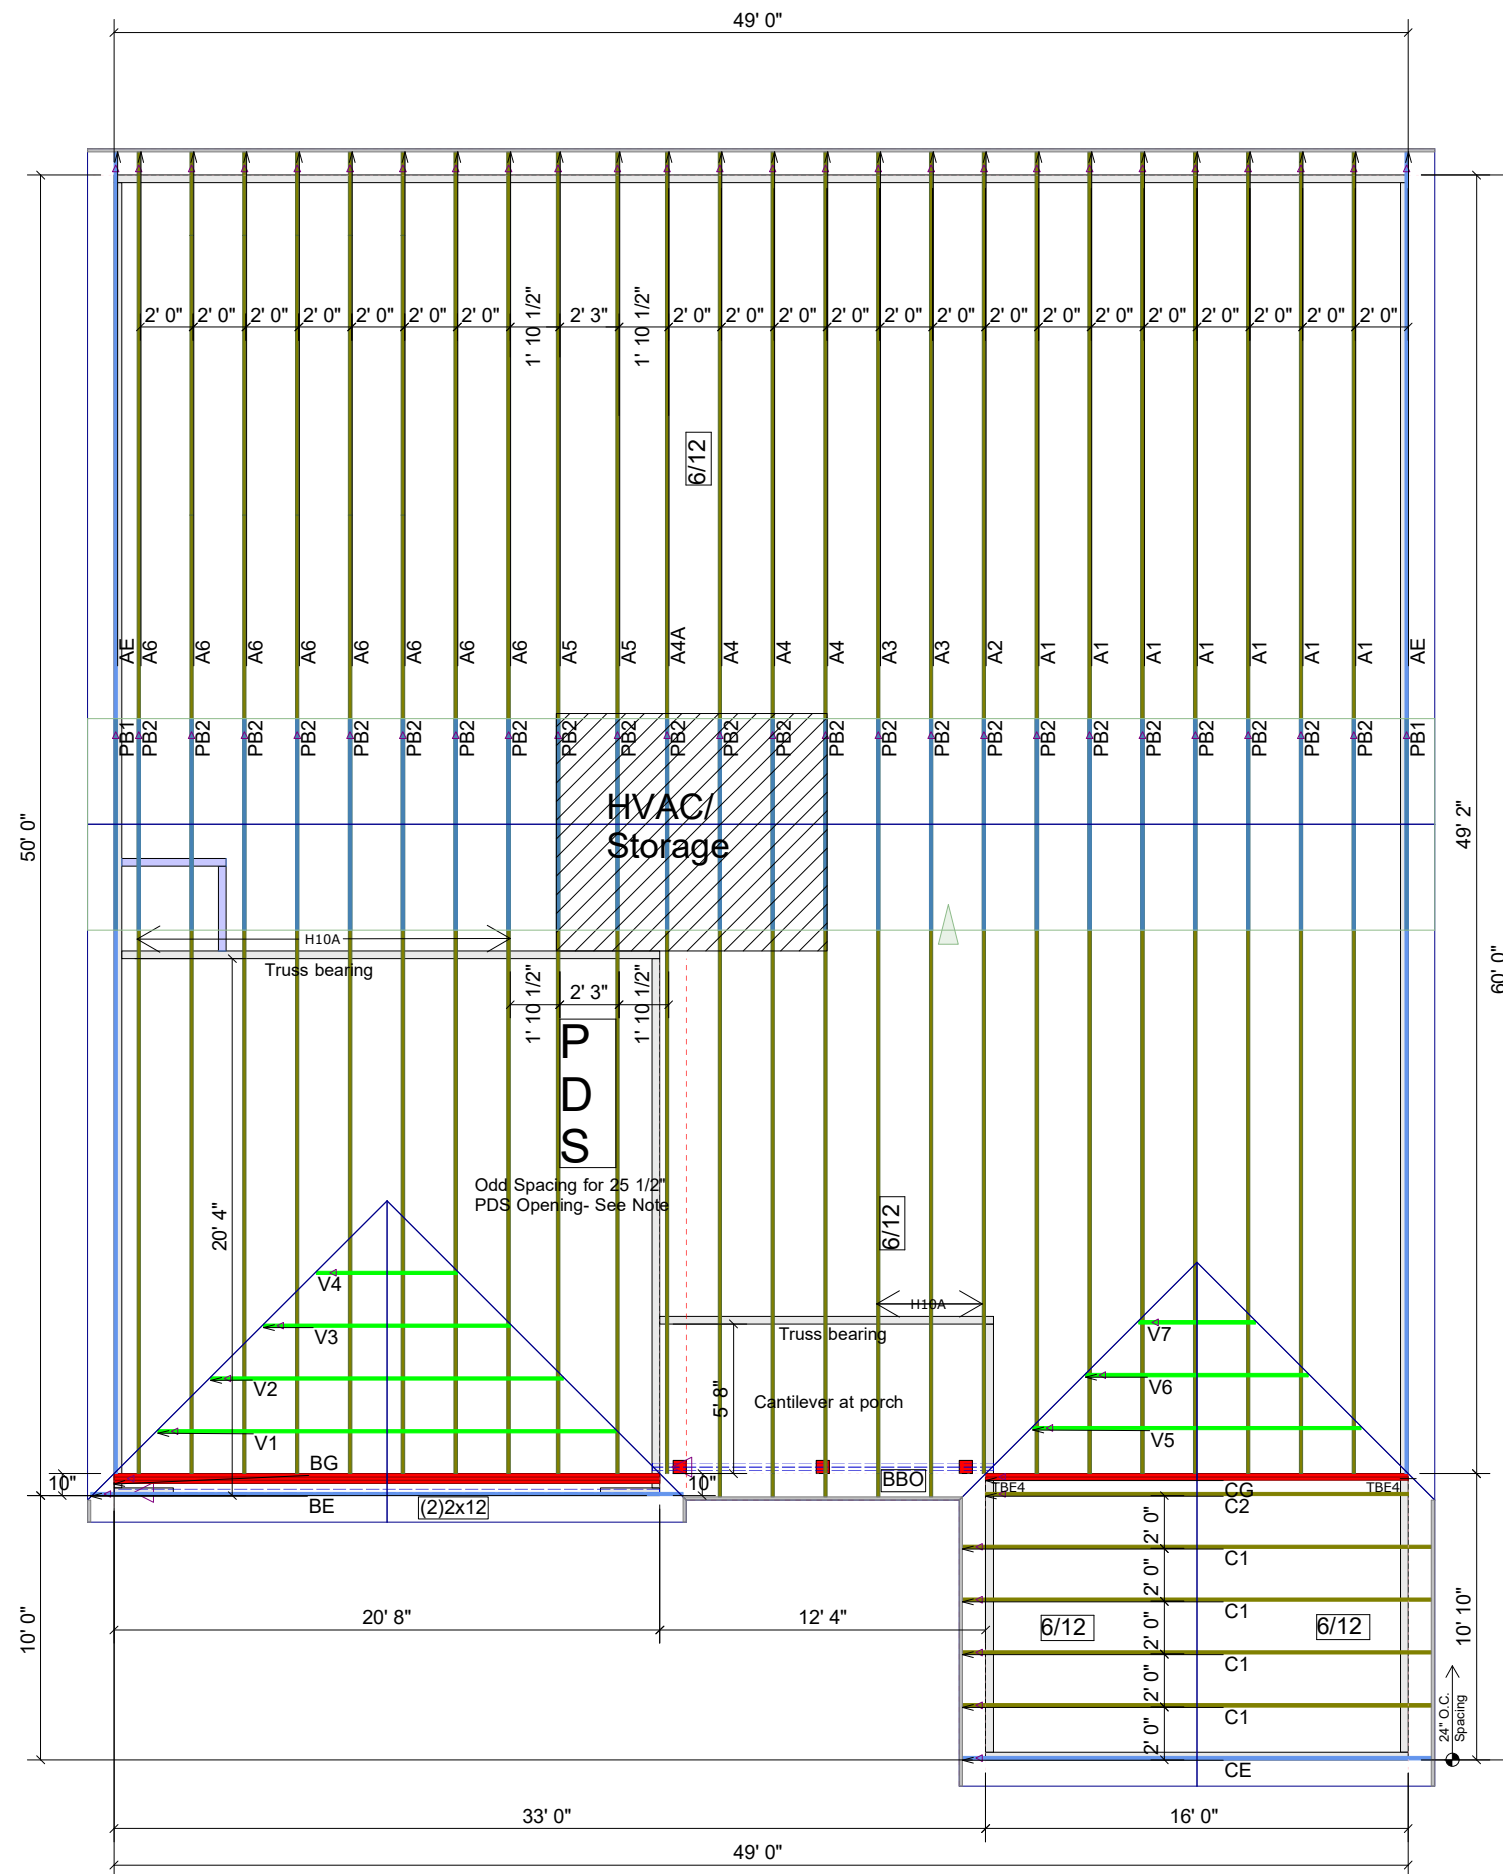 49' 0"
2' 0" 2' 0" 2' 0" 2' 0" 2' 0" 2' 0" 2' 0" 1' 10 1/2" 2' 3" 1' 10 1/2" 2' 0" 2' 0" 2' 0" 2' 0" 2' 0" 2' 0" 2' 0" 2' 0" 2' 0" 2' 0" 2' 0" 2' 0" 2' 0" 2' 0"
6/12
AE A6 A6 A6 A6 A6 A6 A6 A6 A5 A5 A4A A4 A4 A4 A3 A3 A2 A1 A1 A1 A1 A1 A1 A1 AE
PB1 PB2 PB2 PB2 PB2 PB2 PB2 PB2 PB2 PB2 PB2 PB2 PB2 PB2 PB2 PB2 PB2 PB2 PB2 PB2 PB2 PB2 PB2 PB2 PB2 PB1
HVAC/
Storage
50' 0"
49' 2"
60' 0"
H10A
Truss bearing
1' 10 1/2" 2' 3" 1' 10 1/2"
P
D
S
Odd Spacing for 25 1/2"
PDS Opening- See Note
20' 4"
6/12
H10A
Truss bearing
5' 8"
Cantilever at porch
V4
V3
V2
V1
V7
V6
V5
BG
10"
10"
BE
(2)2x12
BBO
TBE4
CG
TBE4
C2
2' 0"
C1
2' 0"
C1
2' 0"
C1
2' 0"
C1
2' 0"
CE
6/12
6/12
20' 8"
12' 4"
10' 0"
10' 10"
24" O.C.
Spacing
33' 0"
16' 0"
49' 0"